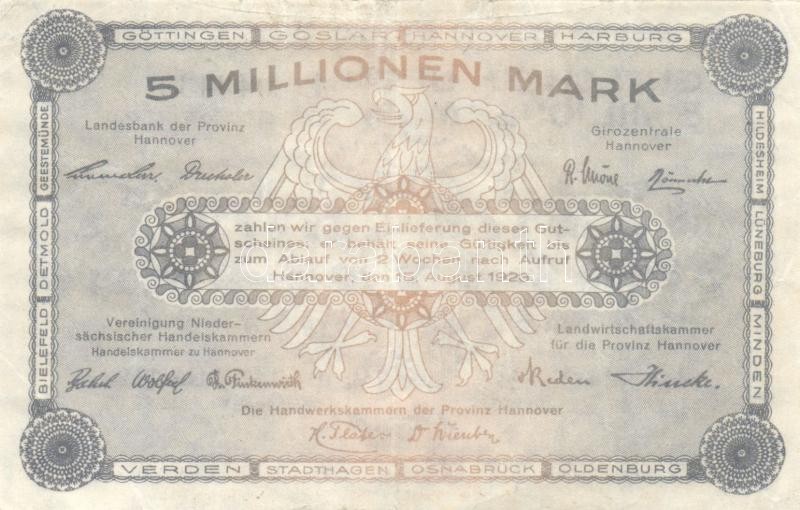 GÖTTINGEN GOSLAR HANNOVER HARBURG
5 MILLIONEN MARK
Landesbank der Provinz
Hannover
Girozentrale
Hannover
zahlen wir gegen Einlieferung dieses Gut-
scheines; er behält seine Gültigkeit bis
zum Ablauf von 2 Wochen nach Aufruf
Hannover, den 15. August 1923
Vereinigung Nieder-
sächsischer Handelskammern
Handelskammer zu Hannover
Landwirtschaftskammer
für die Provinz Hannover
Die Handwerkskammern der Provinz Hannover
BIELEFELD DETMOLD GEESTEMÜNDE
HILDESHEIM LÜNEBURG MINDEN
VERDEN STADTHAGEN OSNABRÜCK OLDENBURG